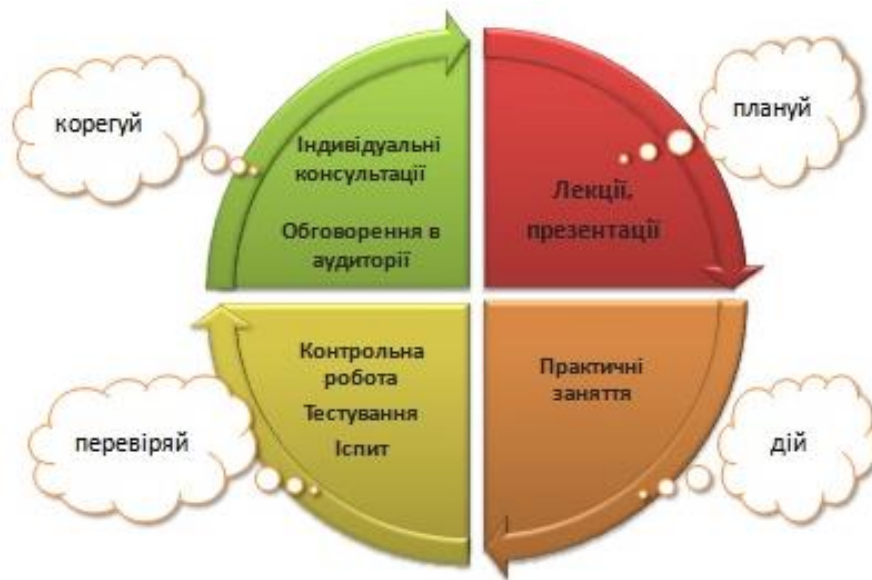 корегуй
Індивідуальні
консультації
Обговорення в
аудиторії
плануй
Лекції,
презентації
перевіряй
Контрольна
робота
Тестування
Іспит
Практичні
заняття
дій